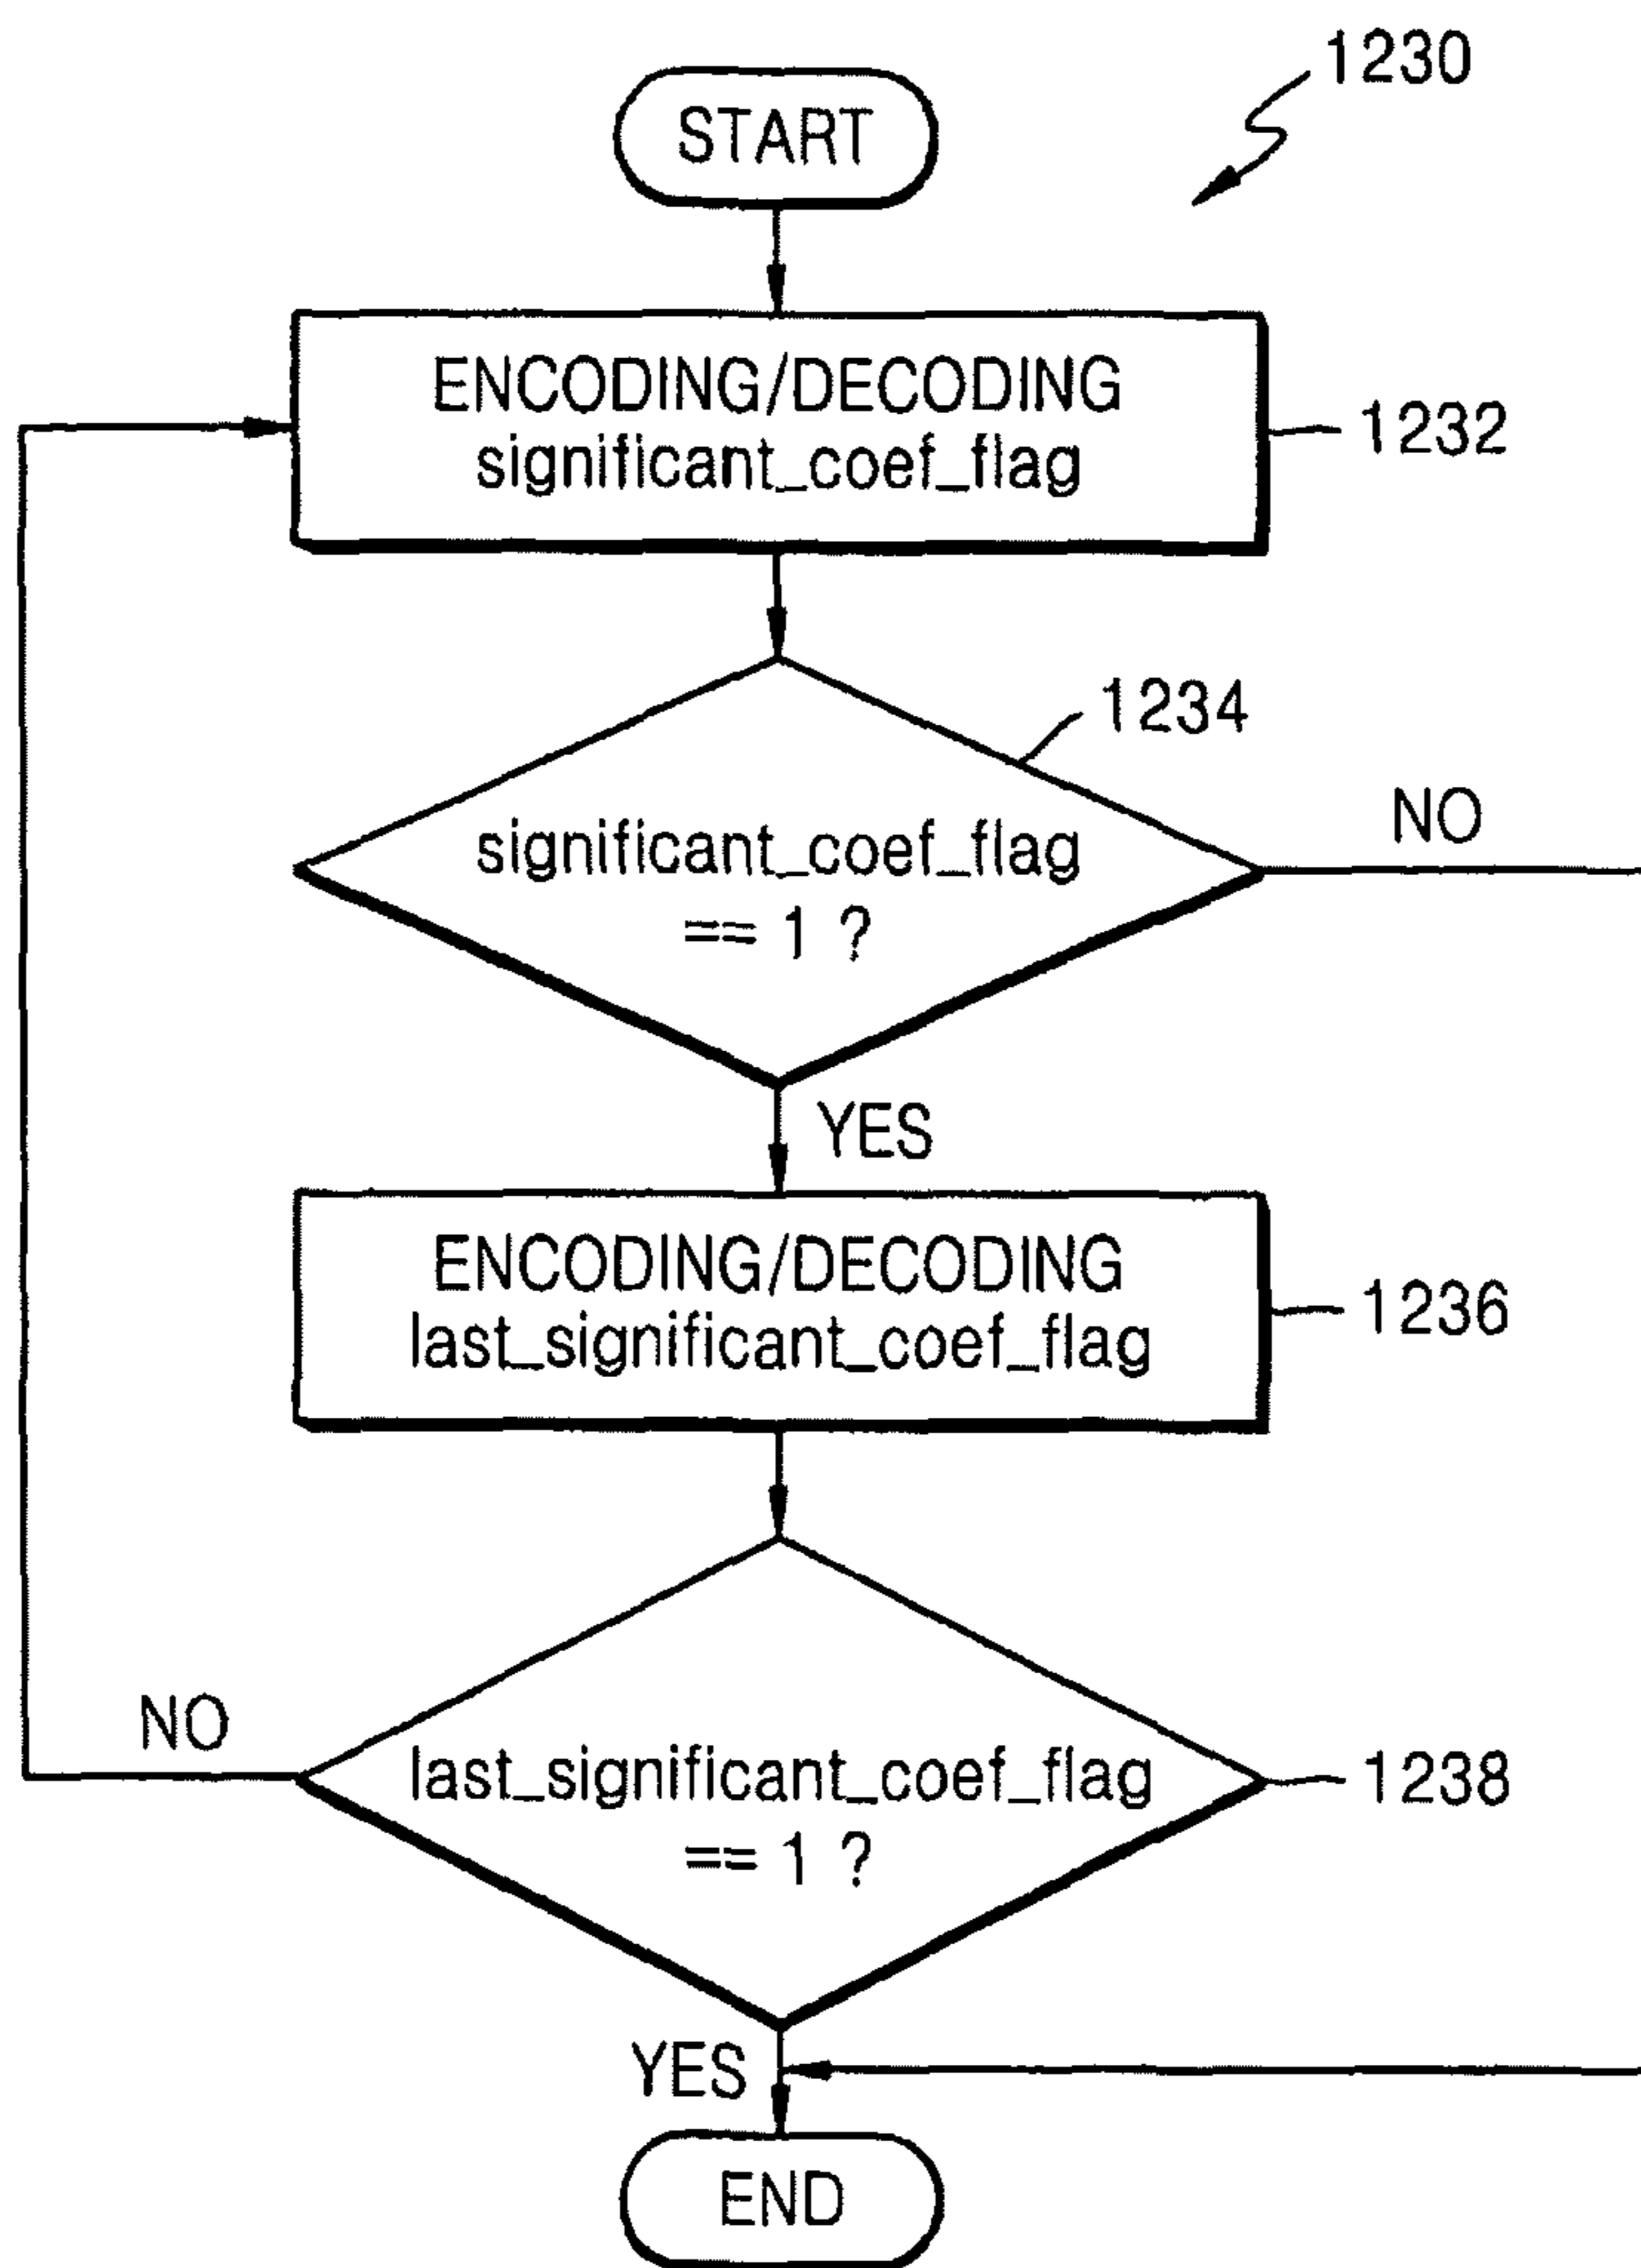 1230
START
ENCODING/DECODING
significant_coef_flag
1232
1234
significant_coef_flag
== 1 ?
NO
YES
ENCODING/DECODING
last_significant_coef_flag
1236
NO
last_significant_coef_flag
== 1 ?
1238
YES
END